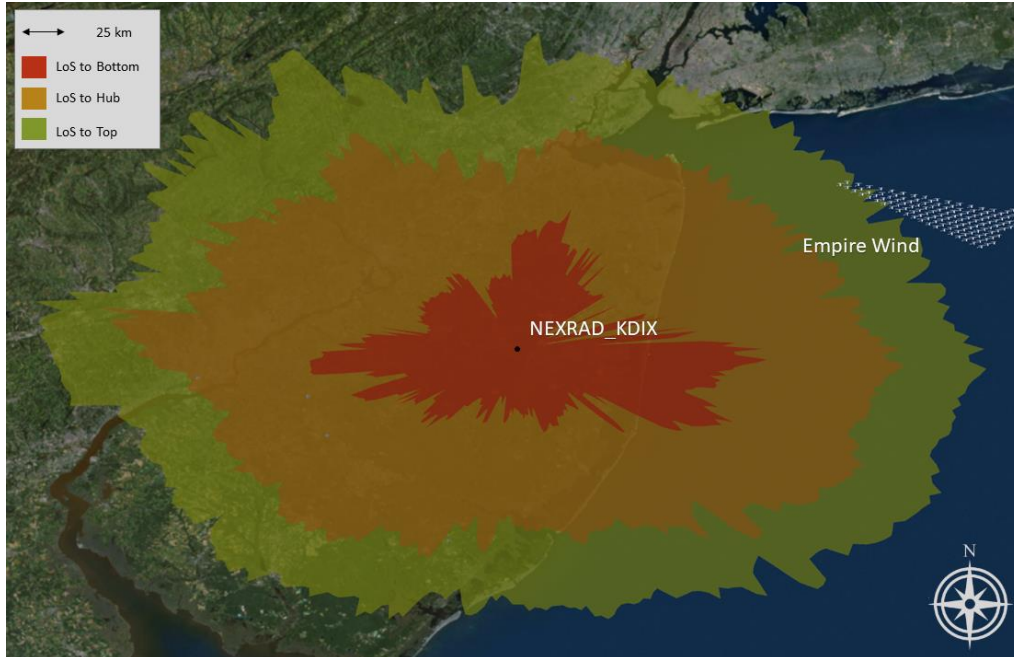 25 km
LoS to Bottom
LoS to Hub
LoS to Top
Empire Wind
NEXRAD_KDIX
N